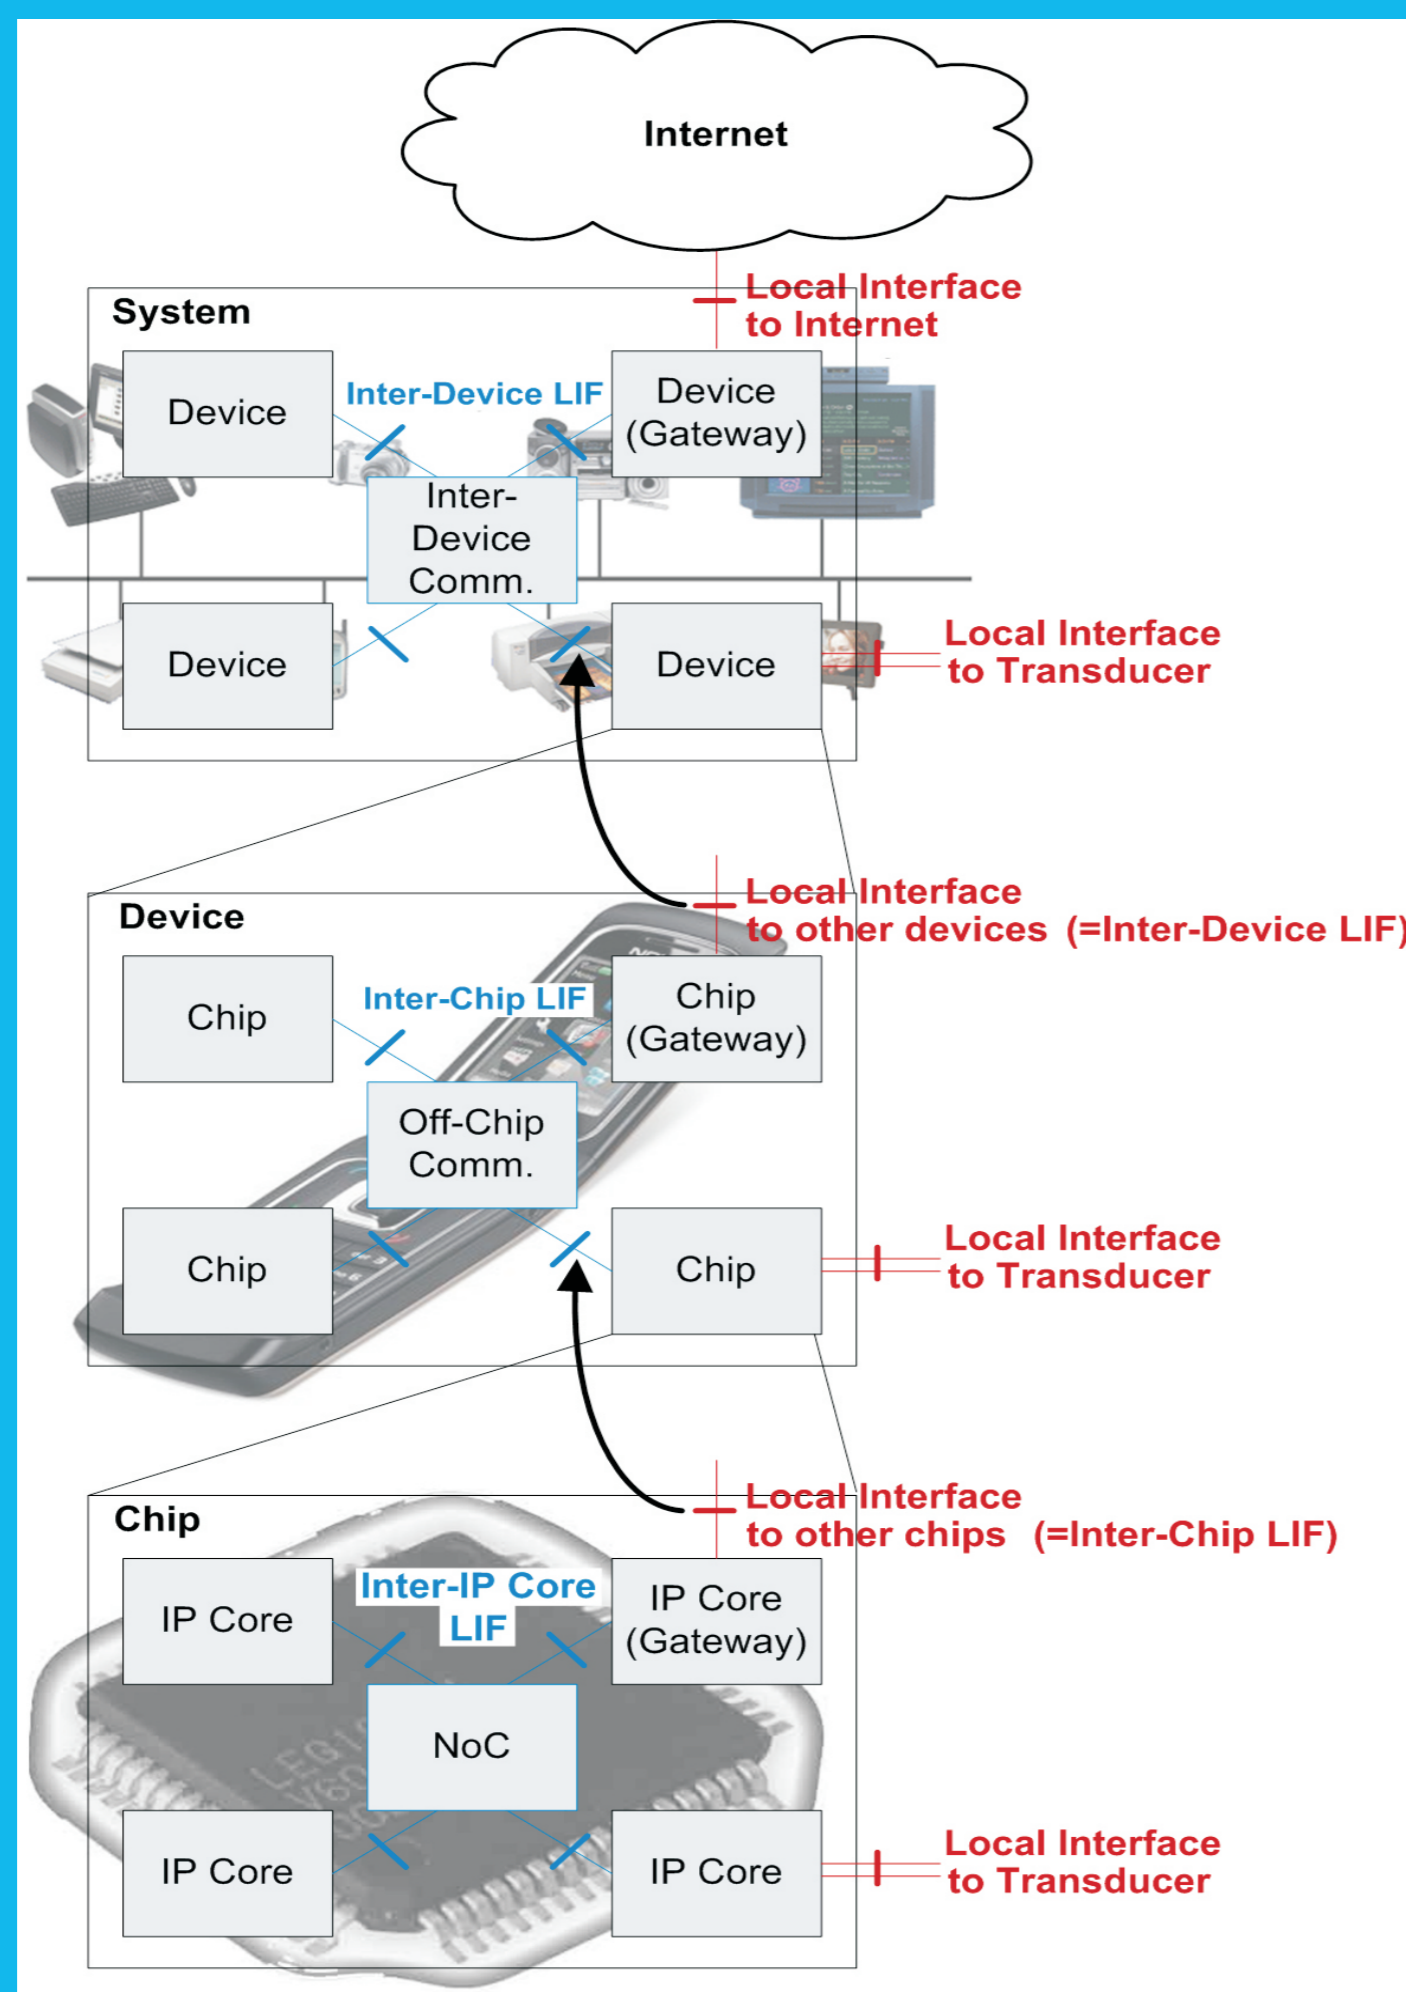 Internet
Local Interface
to Internet
System
Device
Inter-Device LIF
Device
(Gateway)
Inter-
Device
Comm.
Device
Device
Local Interface
to Transducer
Local Interface
to other devices (=Inter-Device LIF)
Device
Chip
Inter-Chip LIF
Chip
(Gateway)
Off-Chip
Comm.
Chip
Chip
Local Interface
to Transducer
Local Interface
to other chips (=Inter-Chip LIF)
Chip
IP Core
Inter-IP Core
LIF
IP Core
(Gateway)
NoC
IP Core
IP Core
Local Interface
to Transducer